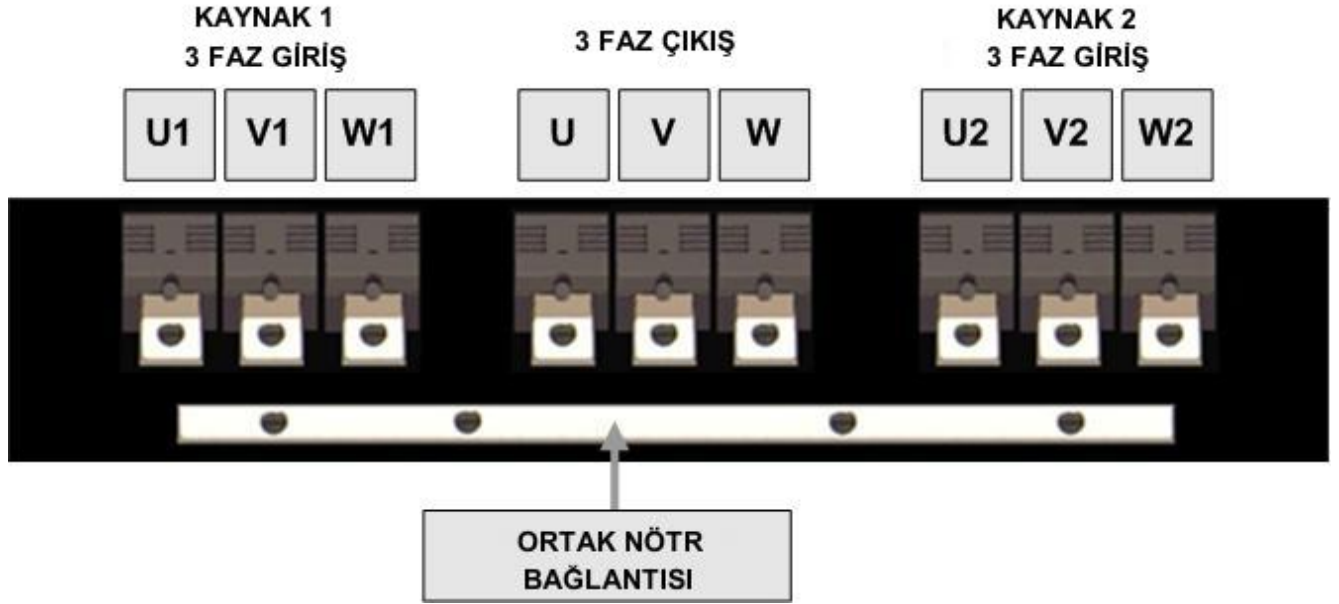 KAYNAK 1
3 FAZ GİRİŞ
3 FAZ ÇIKIŞ
KAYNAK 2
3 FAZ GİRİŞ
U1 V1 W1
U V W
U2 V2 W2
ORTAK NÖTR
BAĞLANTISI